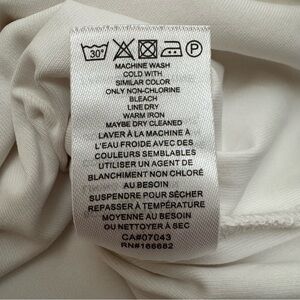 30°
P
MACHINE WASH
COLD WITH
SIMILAR COLOR
ONLY NON-CHLORINE
BLEACH
LINE DRY
WARM IRON
MAYBE DRY CLEANED
LAVER À LA MACHINE À
L'EAU FROIDE AVEC DES
COULEURS SEMBLABLES
UTILISER UN AGENT DE
BLANCHIMENT NON CHLORÉ
AU BESOIN
SUSPENDRE POUR SÉCHER
REPASSER À TEMPÉRATURE
MOYENNE AU BESOIN
OU NETTOYER À SEC
CA#07043
RN#166682